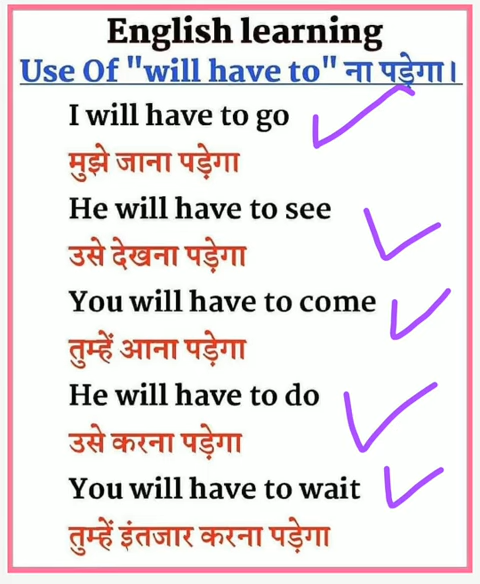 English learning
Use Of "will have to" ना पड़ेगा।
I will have to go
मुझे जाना पड़ेगा
He will have to see
उसे देखना पड़ेगा
You will have to come
तुम्हें आना पड़ेगा
He will have to do
उसे करना पड़ेगा
You will have to wait
तुम्हें इंतजार करना पड़ेगा